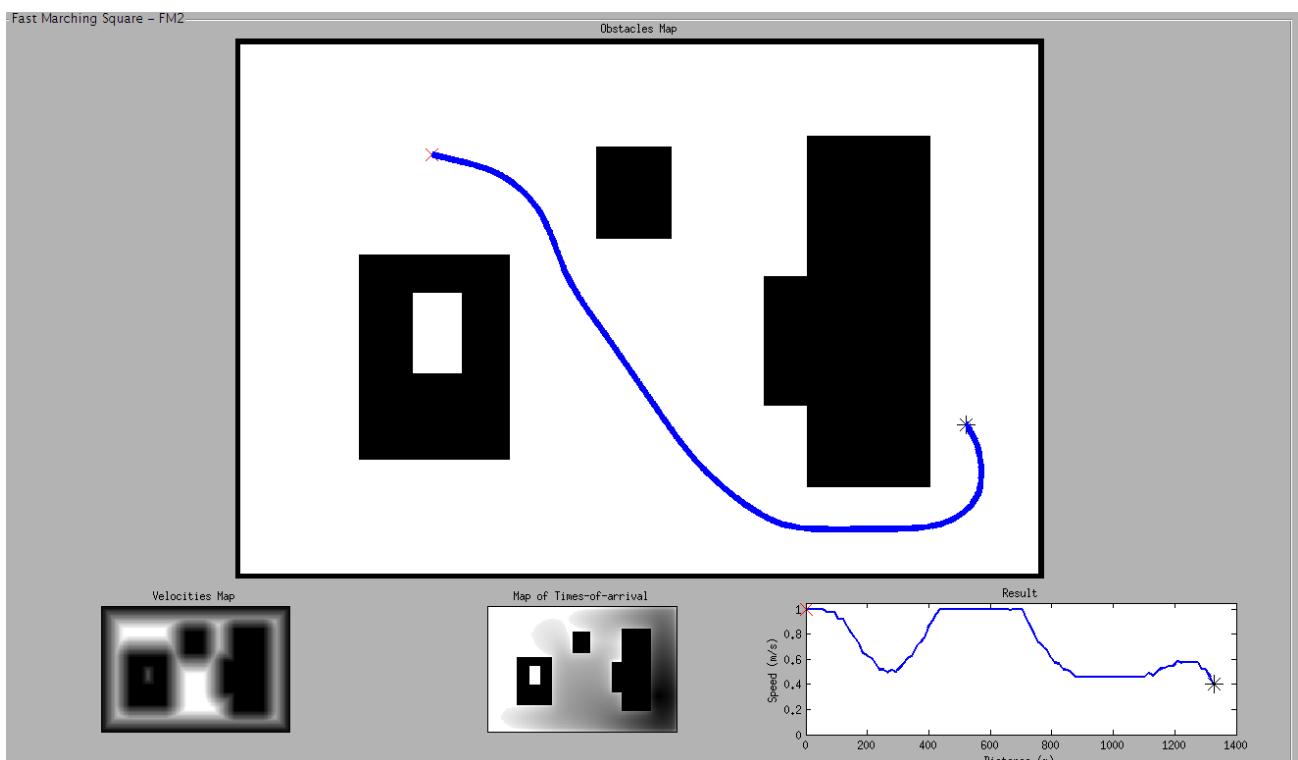 Fast Marching Square - FM2
Obstacles Map
Velocities Map
Map of Times-of-arrival
Result
1
0.8
0.6
0.4
0.2
0
Speed (m/s)
0 200 400 600 800 1000 1200 1400